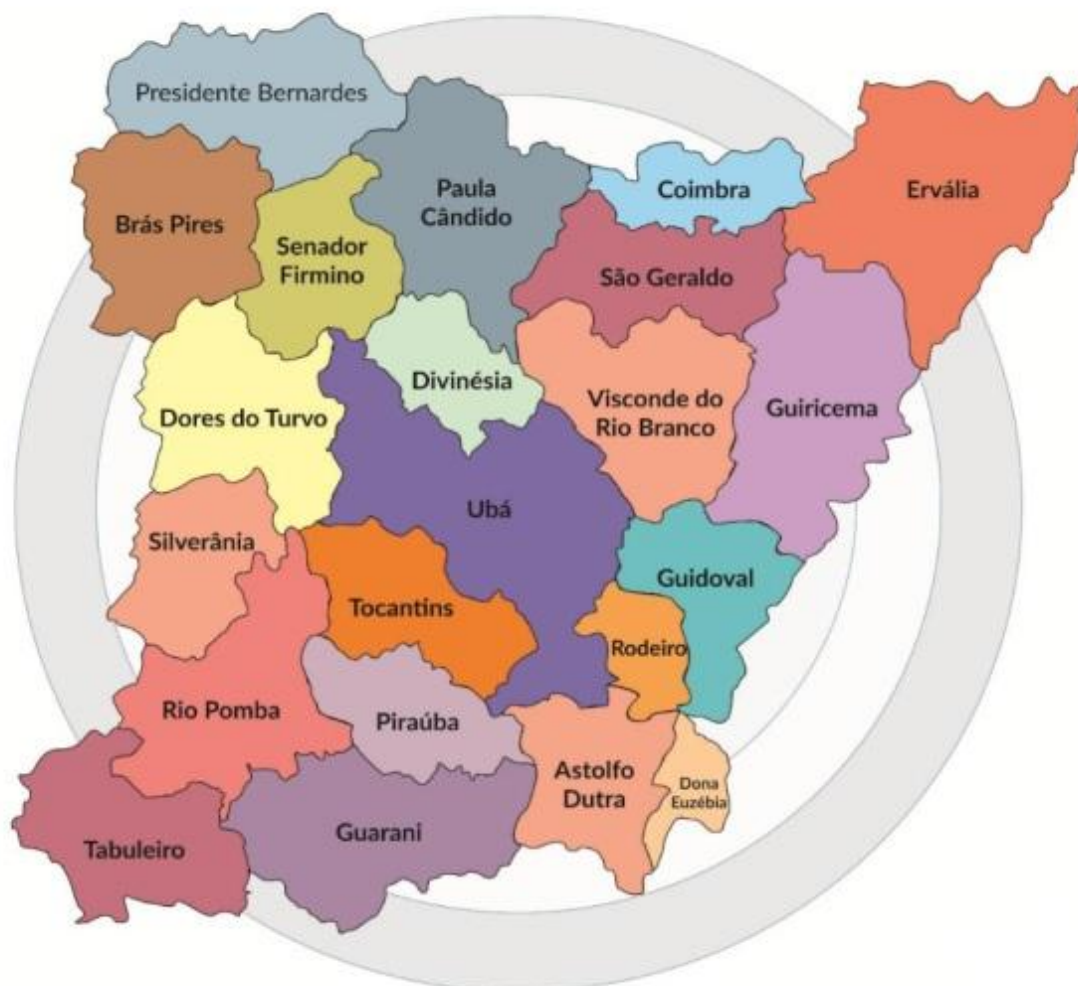 Presidente Bernardes
Brás Pires
Senador
Firmino
Paula
Cândido
Coimbra
Ervália
São Geraldo
Dores do Turvo
Divinésia
Visconde do
Rio Branco
Guiricema
Silverânia
Ubá
Tocantins
Guidoval
Rodeiro
Rio Pomba
Piraúba
Astolfo
Dutra
Dona
Euzébia
Tabuleiro
Guarani